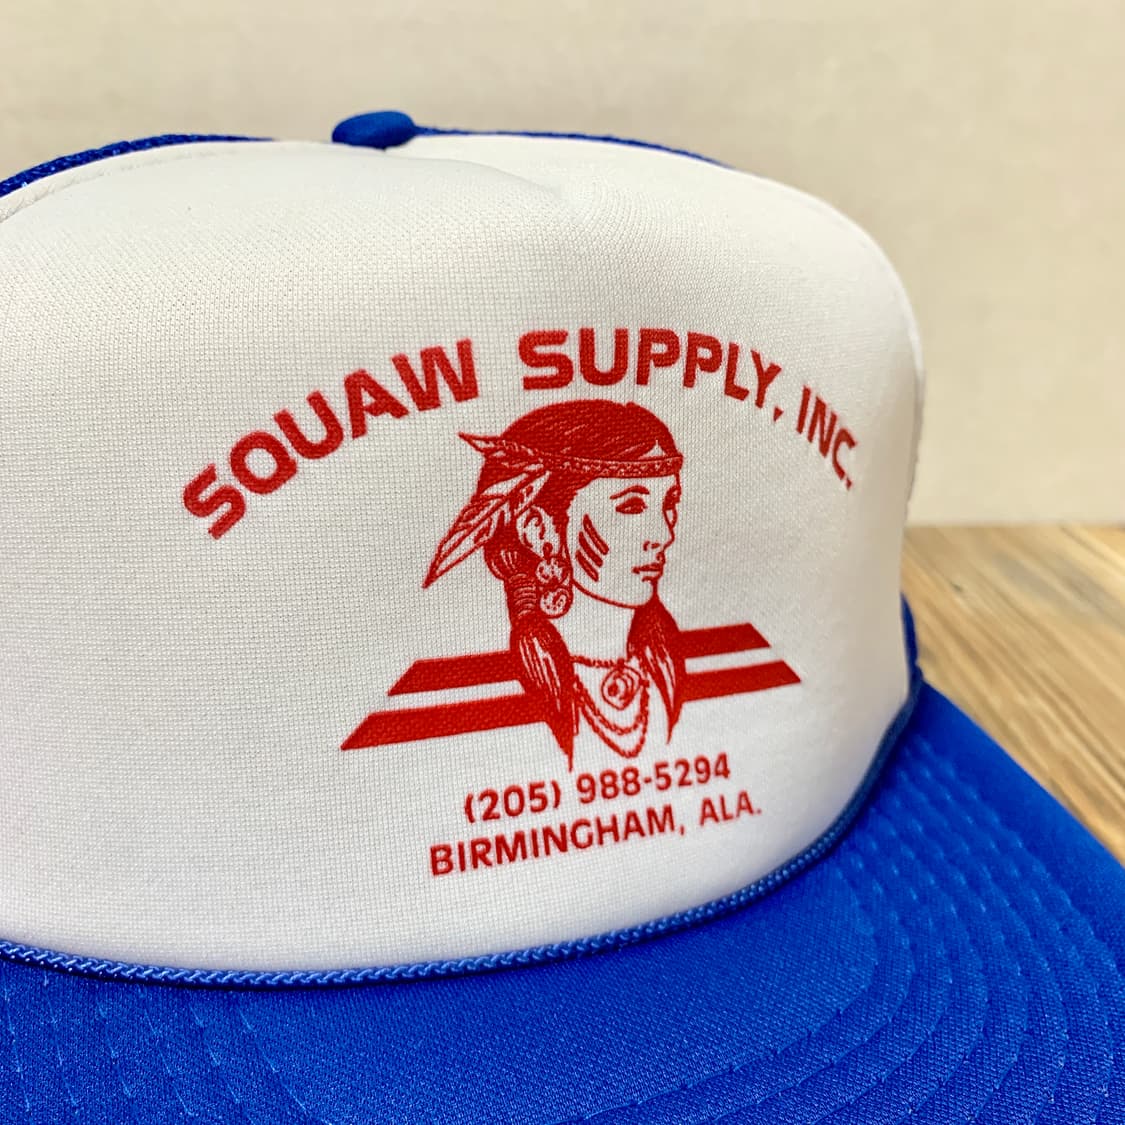 SQUAW SUPPLY, INC.
(205) 988-5294
BIRMINGHAM, ALA.